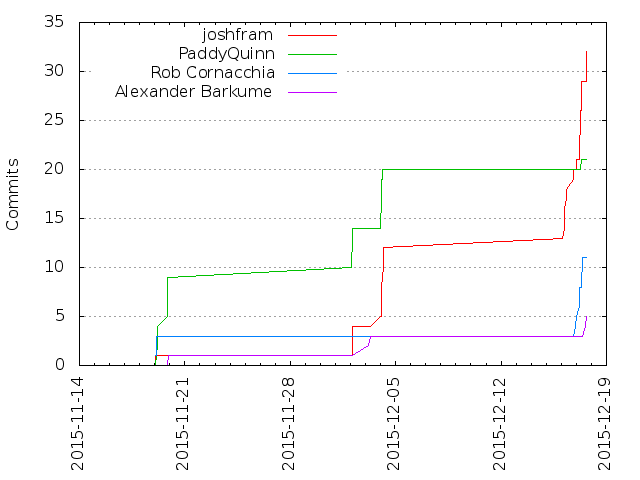 35
30
25
20
15
10
5
0
Commits
joshfram
PaddyQuinn
Rob Cornacchia
Alexander Barkume
2015-11-14
2015-11-21
2015-11-28
2015-12-05
2015-12-12
2015-12-19